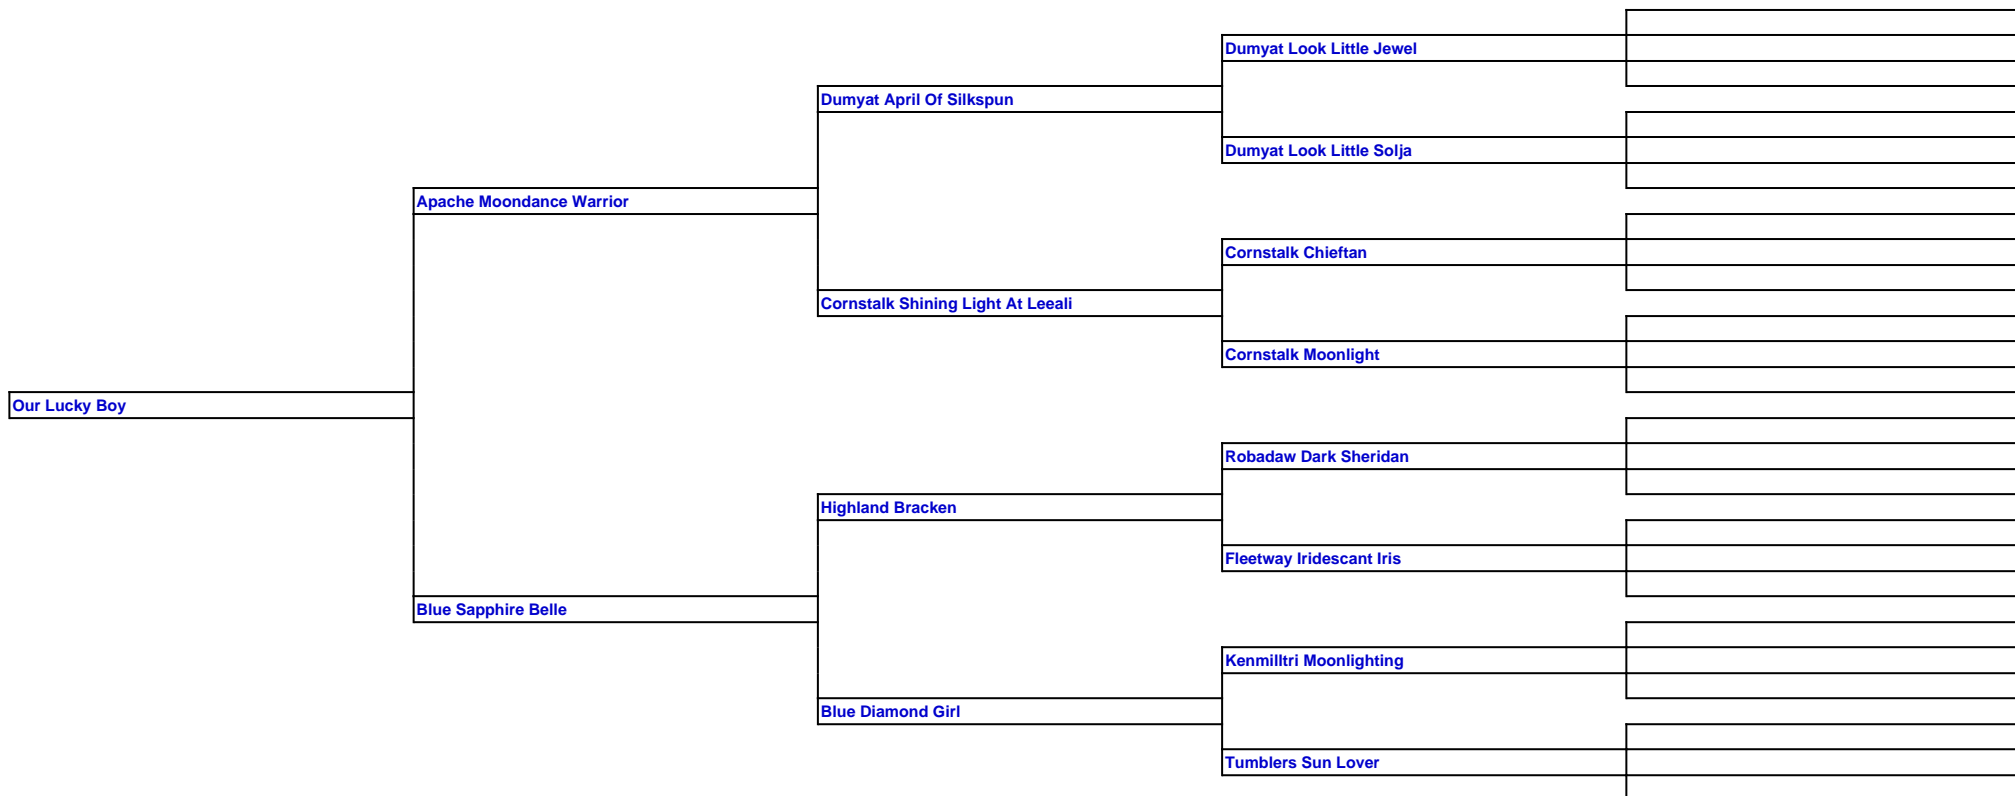 Dumyat Look Little Jewel
Dumyat April Of Silkspun
Dumyat Look Little Solja
Apache Moondance Warrior
Cornstalk Chieftan
Cornstalk Shining Light At Leeali
Cornstalk Moonlight
Our Lucky Boy
Robadaw Dark Sheridan
Highland Bracken
Fleetway Iridescant Iris
Blue Sapphire Belle
Kenmilltri Moonlighting
Blue Diamond Girl
Tumblers Sun Lover